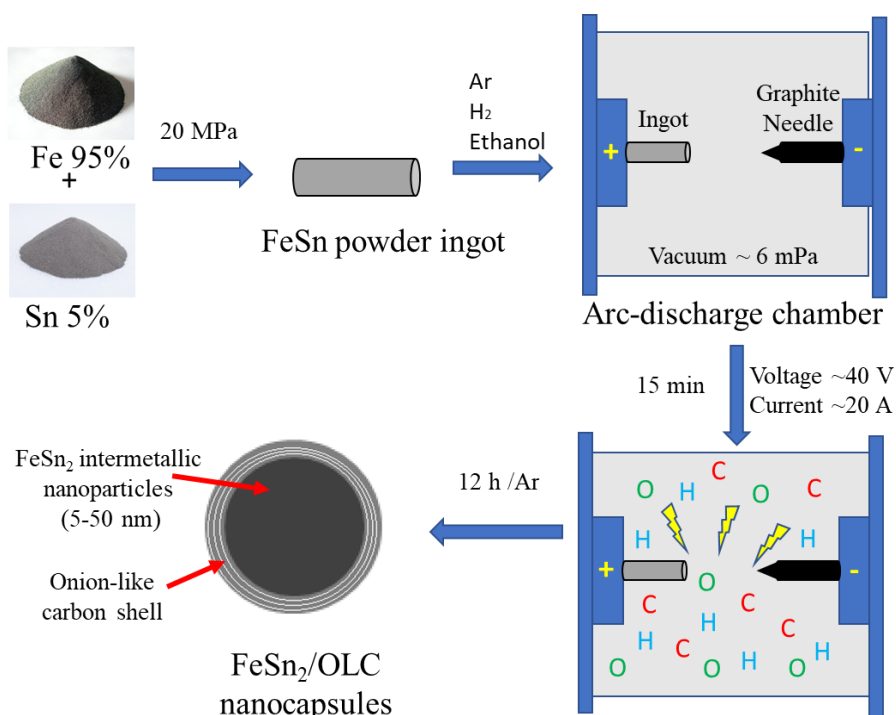 Fe 95%
+
Sn 5%
20 MPa
FeSn powder ingot
Ar
H₂
Ethanol
+
Ingot
Graphite
Needle
-
Vacuum ~ 6 mPa
Arc-discharge chamber
15 min
Voltage ~40 V
Current ~20 A
C
O
H
O
C
H
H
+
O
-
C
C
H
C
H
C
H
O
O
H
O
12 h /Ar
FeSn₂ intermetallic
nanoparticles
(5-50 nm)
Onion-like
carbon shell
FeSn₂/OLC
nanocapsules